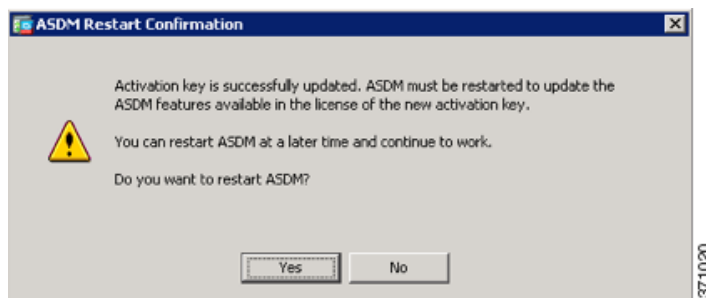 ASDM Restart Confirmation
Activation key is successfully updated. ASDM must be restarted to update the
ASDM features available in the license of the new activation key.
You can restart ASDM at a later time and continue to work.
Do you want to restart ASDM?
Yes
No
371020